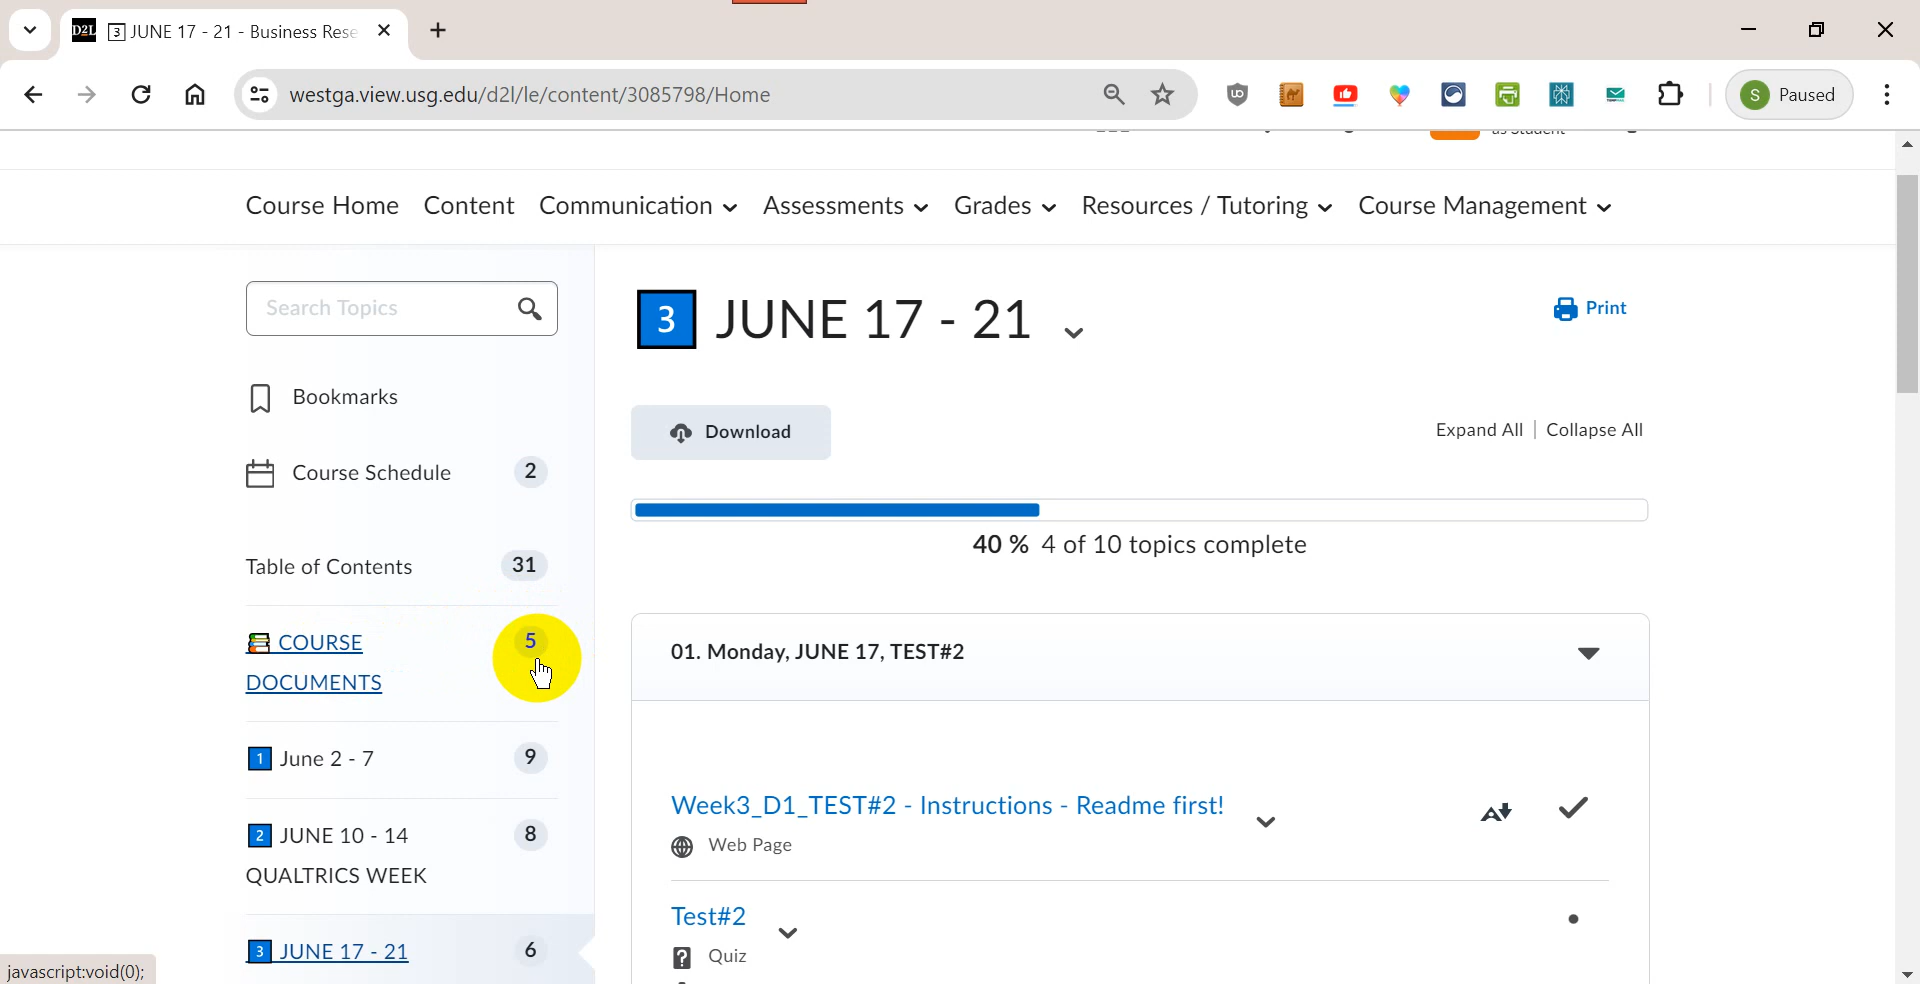 D2L 3 JUNE 17 - 21 - Business Rese
westga.view.usg.edu/d2l/le/content/3085798/Home
S Paused
as Student
Course Home Content Communication Assessments Grades Resources / Tutoring Course Management
Search Topics
3 JUNE 17 - 21
Print
Bookmarks
Download
Expand All | Collapse All
Course Schedule 2
40 % 4 of 10 topics complete
Table of Contents 31
COURSE 5
DOCUMENTS
01. Monday, JUNE 17, TEST#2
1 June 2 - 7 9
Week3_D1_TEST#2 - Instructions - Readme first!
Web Page
2 JUNE 10 - 14 8
QUALTRICS WEEK
Test#2
Quiz
3 JUNE 17 - 21 6
javascript:void(0);